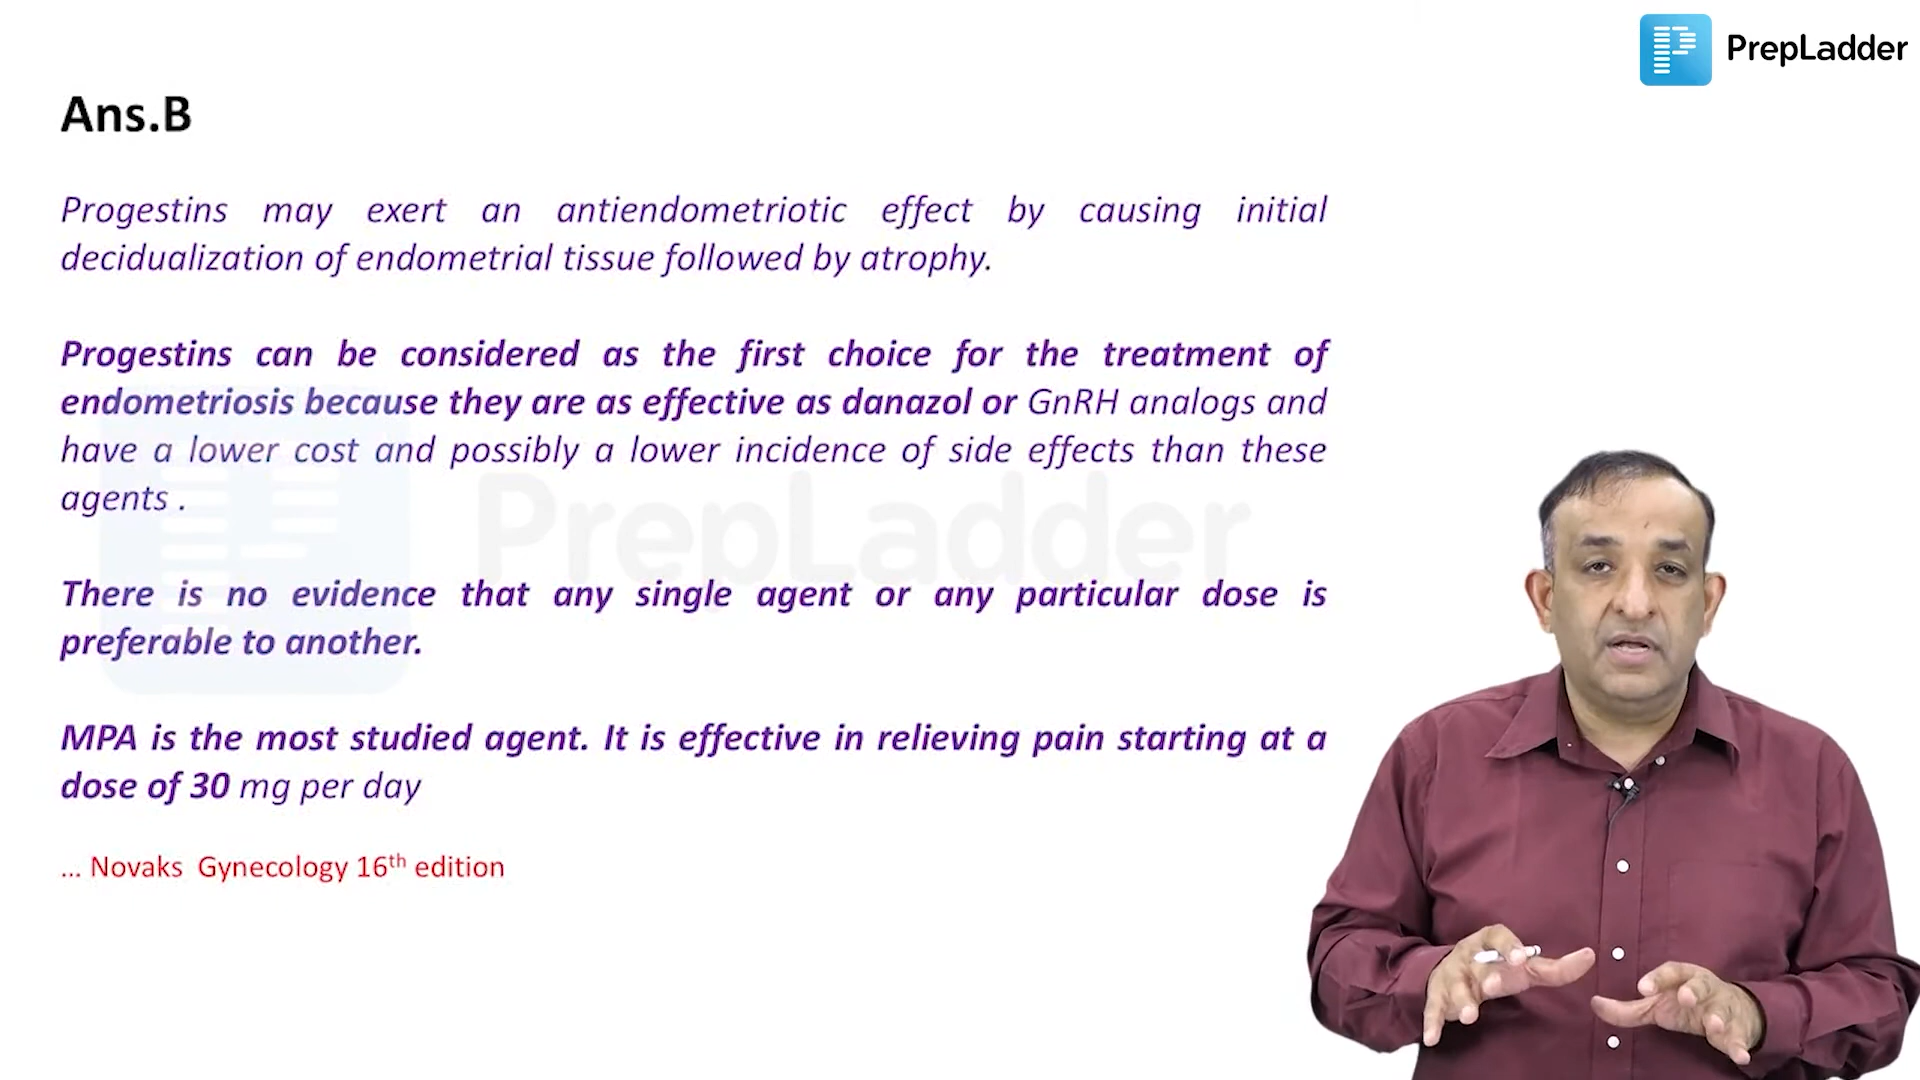 PrepLadder
Ans.B
Progestins may exert an antiendometriotic effect by causing initial
decidualization of endometrial tissue followed by atrophy.
Progestins can be considered as the first choice for the treatment of
endometriosis because they are as effective as danazol or GnRH analogs and
have a lower cost and possibly a lower incidence of side effects than these
agents .
PrepLadder
There is no evidence that any single agent or any particular dose is
preferable to another.
MPA is the most studied agent. It is effective in relieving pain starting at a
dose of 30 mg per day
... Novaks Gynecology 16th edition